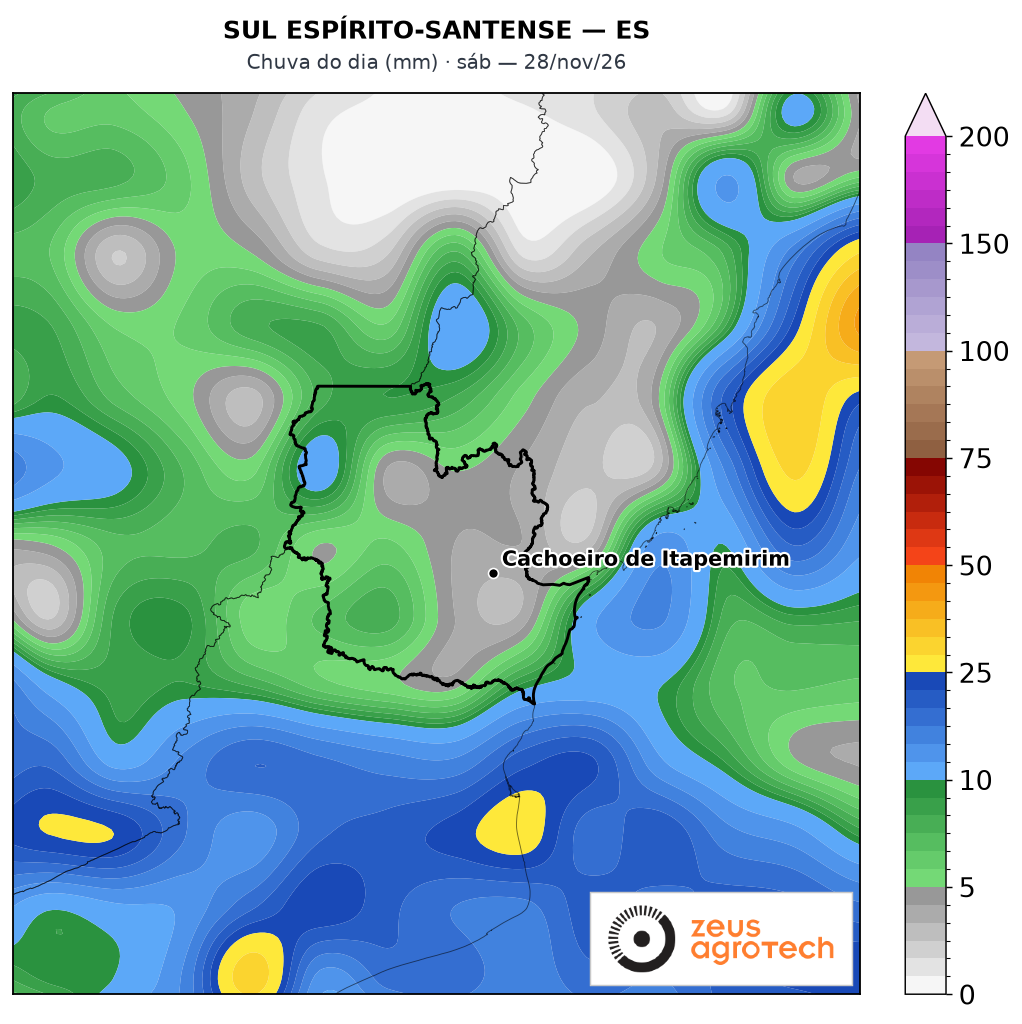 SUL ESPÍRITO-SANTENSE — ES
Chuva do dia (mm) · sáb — 28/nov/26
200
150
100
75
50
25
10
5
0
Cachoeiro de Itapemirim
zeus
agrotech